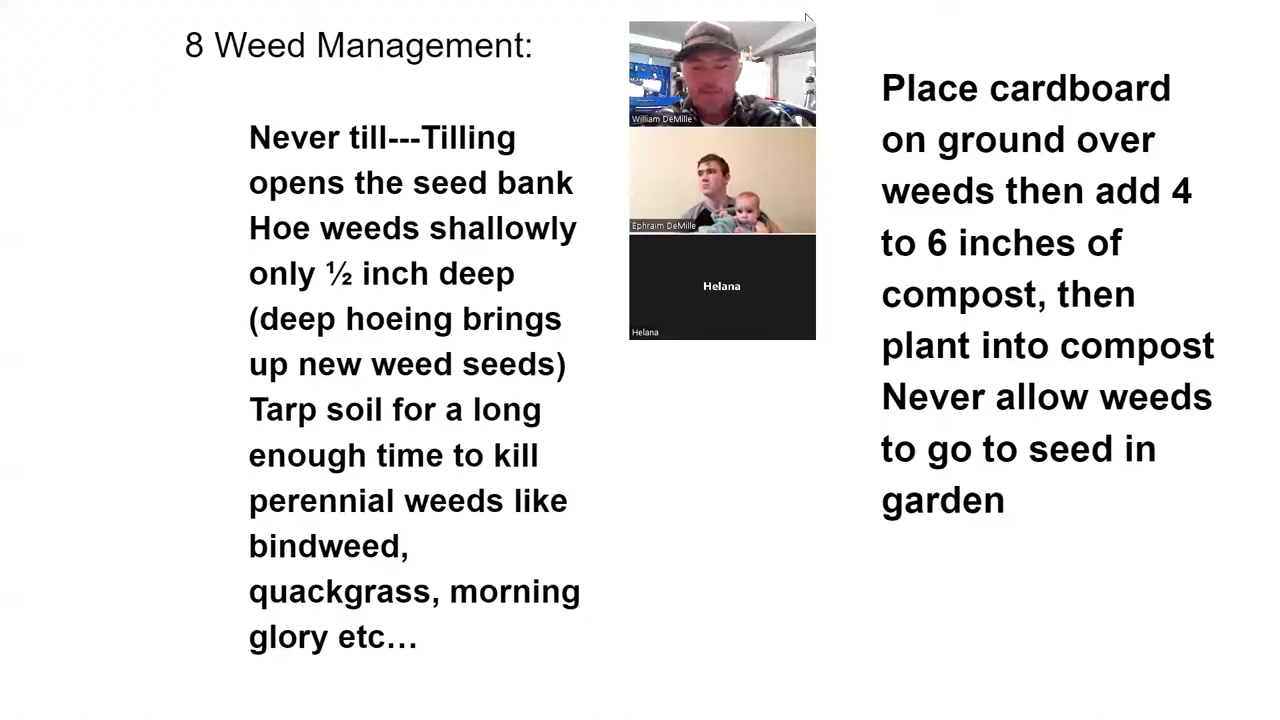 8 Weed Management:
Never till---Tilling
opens the seed bank
Hoe weeds shallowly
only ½ inch deep
(deep hoeing brings
up new weed seeds)
Tarp soil for a long
enough time to kill
perennial weeds like
bindweed,
quackgrass, morning
glory etc…
William DeMille
Ephraim DeMille
Helana
Helana
Place cardboard
on ground over
weeds then add 4
to 6 inches of
compost, then
plant into compost
Never allow weeds
to go to seed in
garden